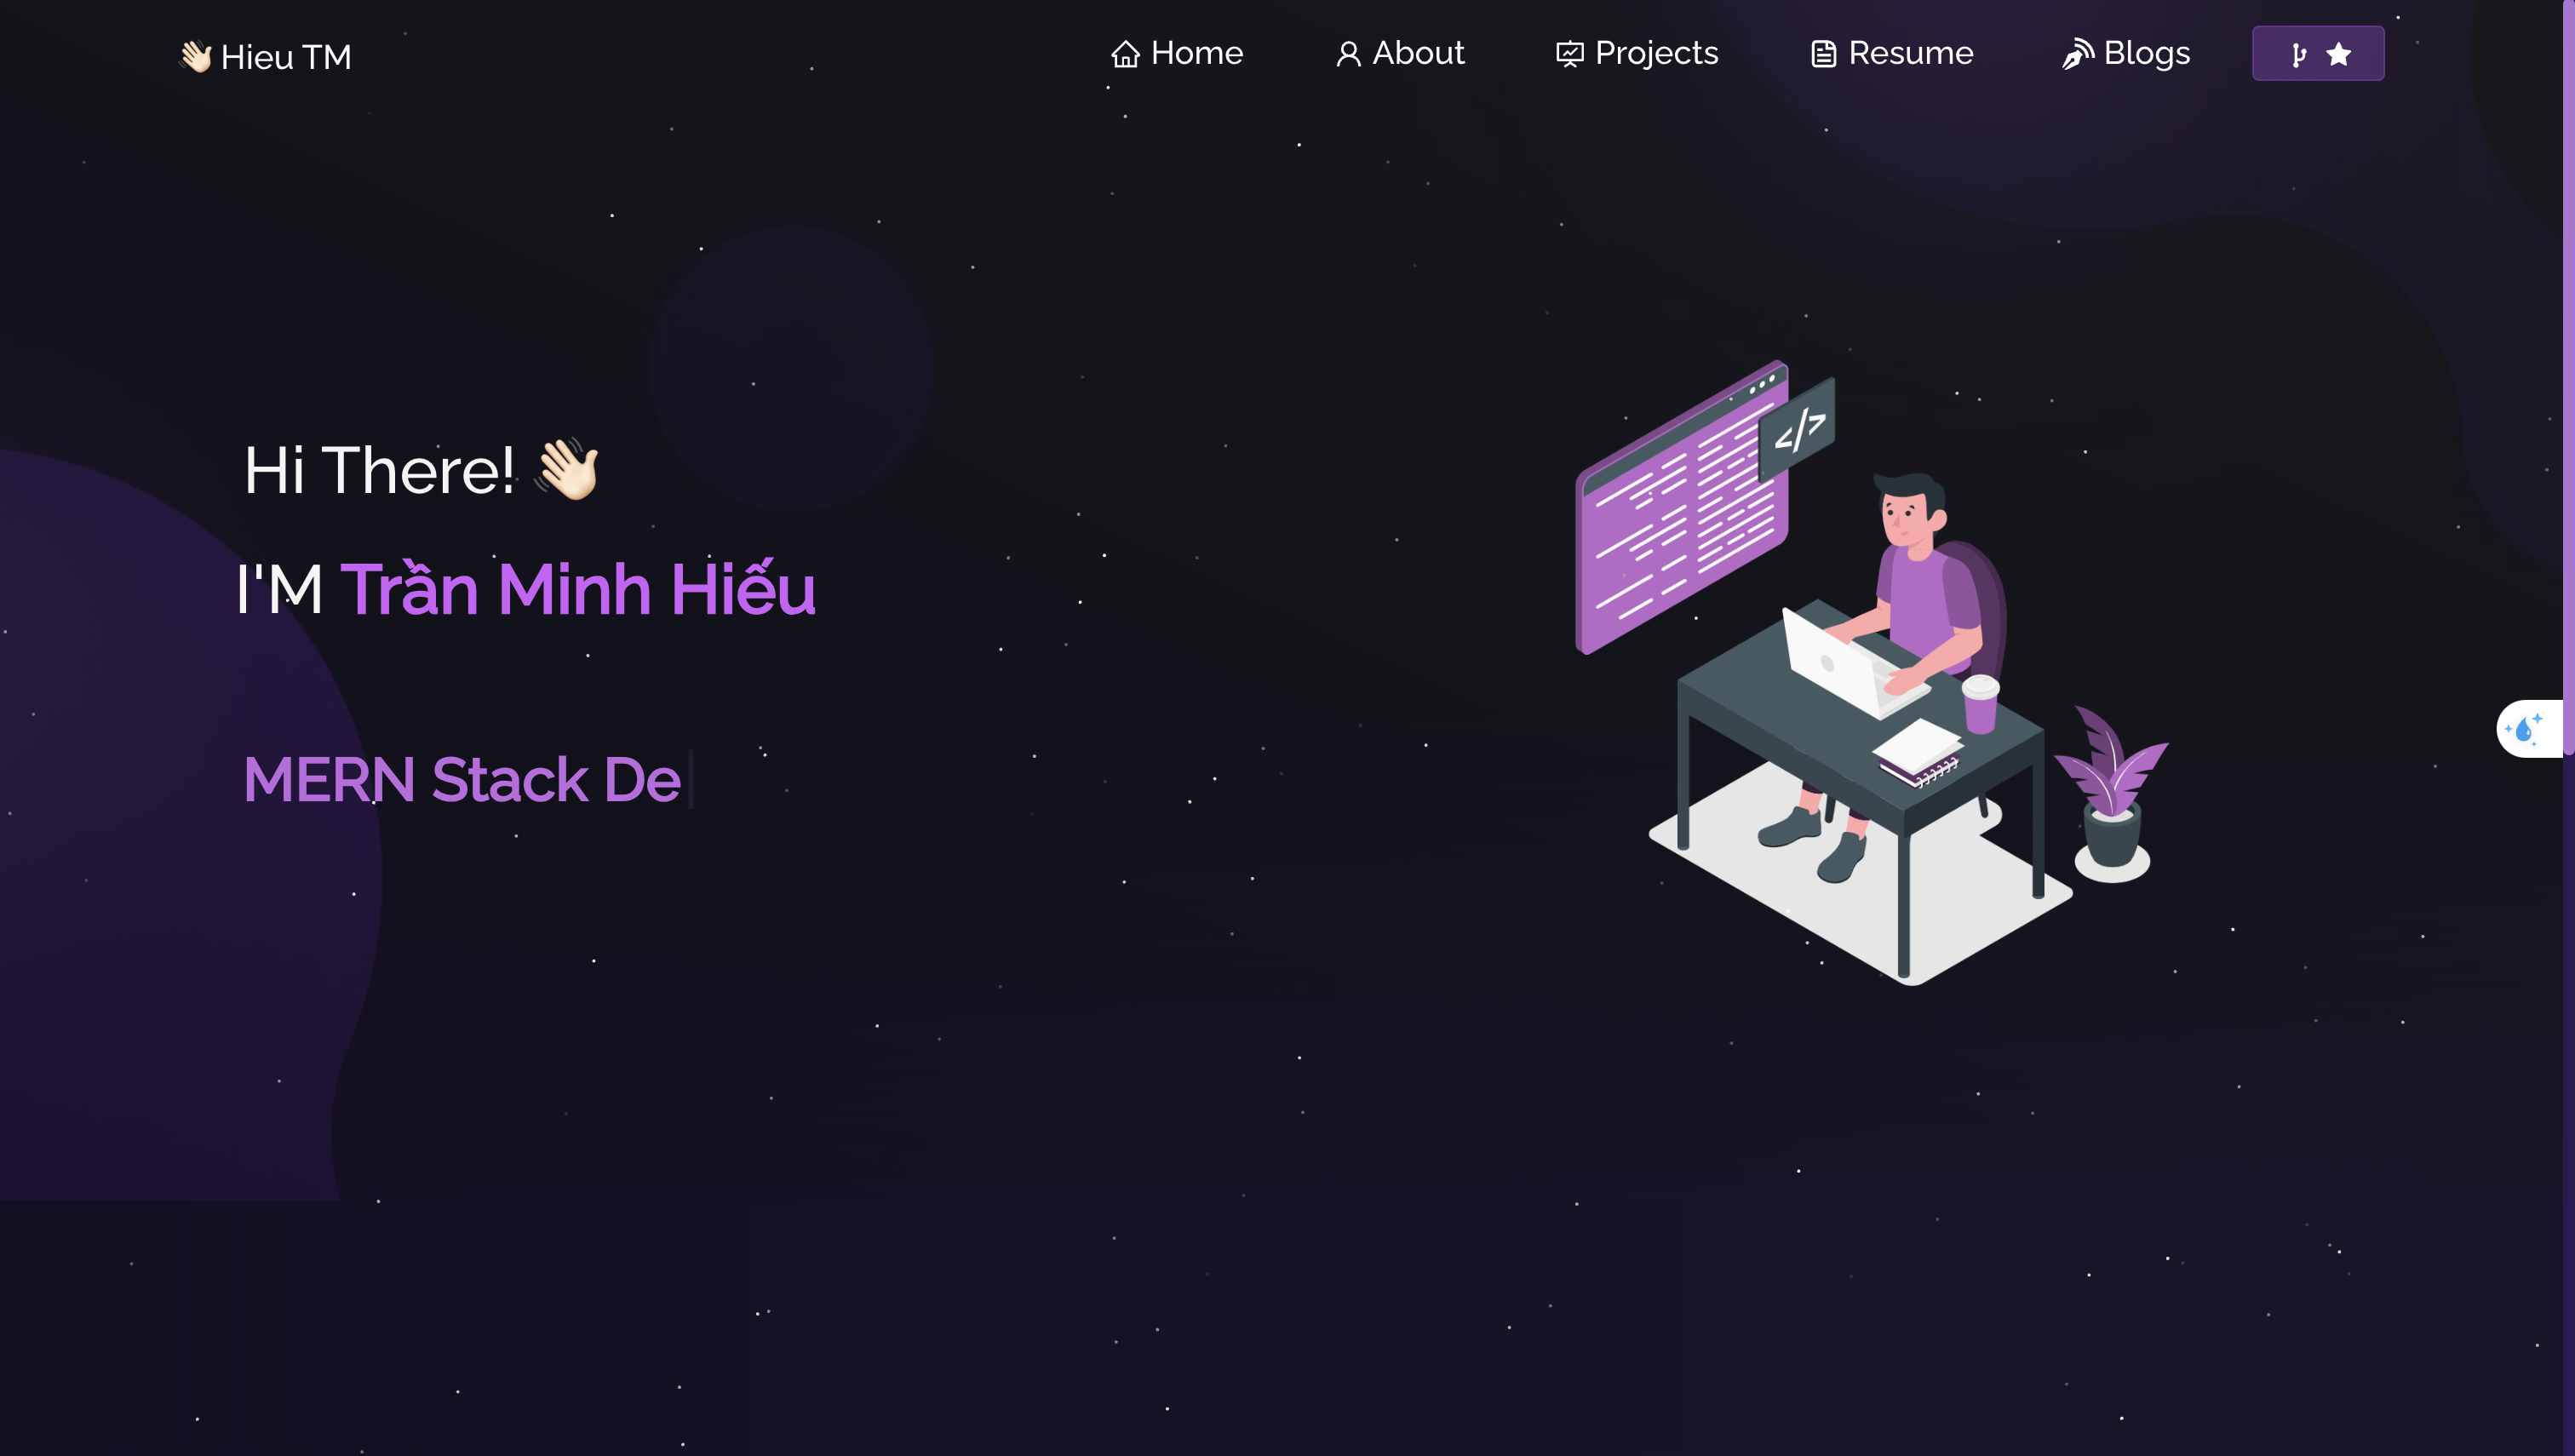 👋🏻 Hieu TM
Home About Projects Resume Blogs
Hi There! 👋🏻
I'M Trần Minh Hiếu
MERN Stack De
</>